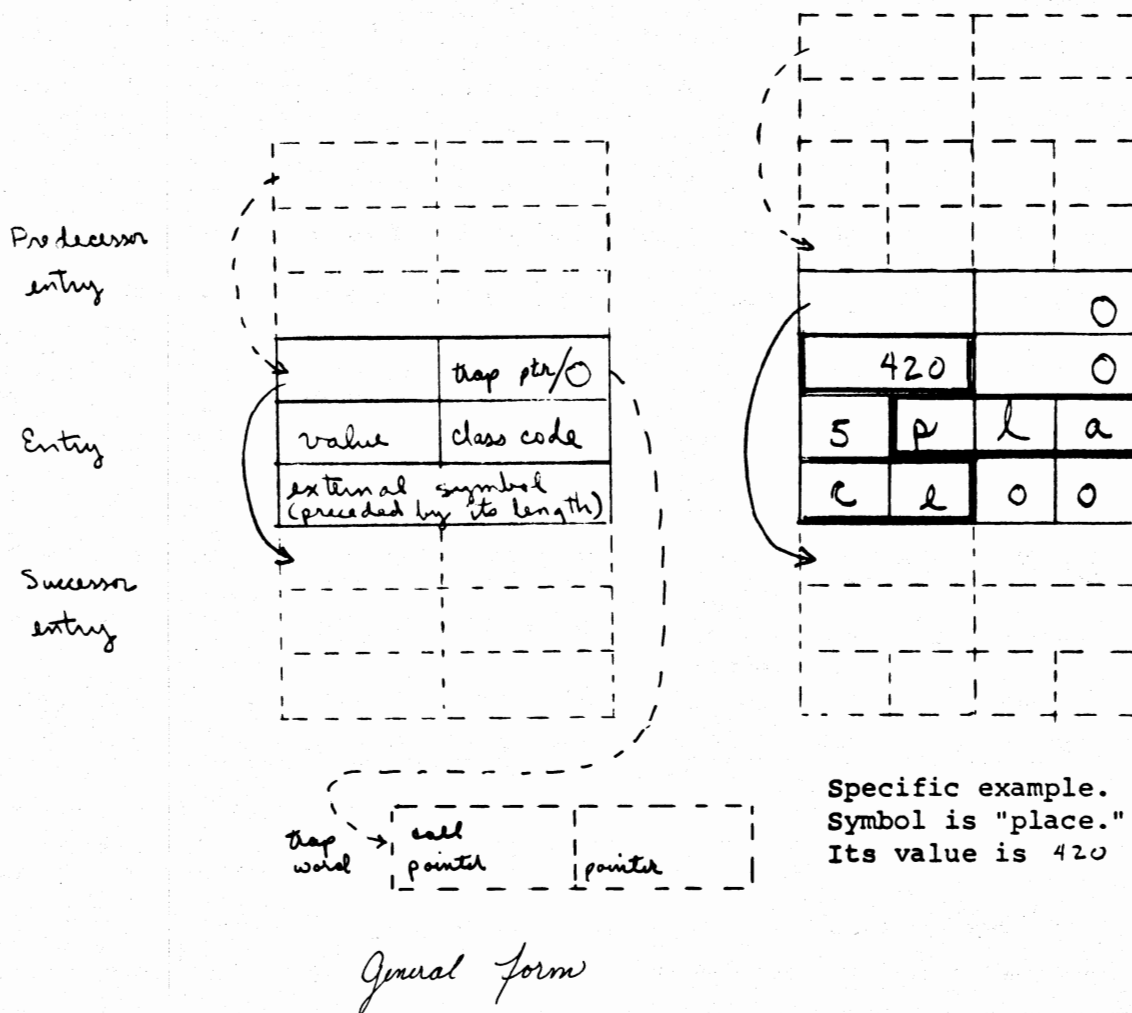 Predecessor
entry
Entry
Successor
entry
trap ptr/0
value
class code
external symbol
(preceded by its length)
trap
word
call
pointer
pointer
General Form
0
420
0
5
p
l
a
c
e
0
0
Specific example.
Symbol is "place."
Its value is 420